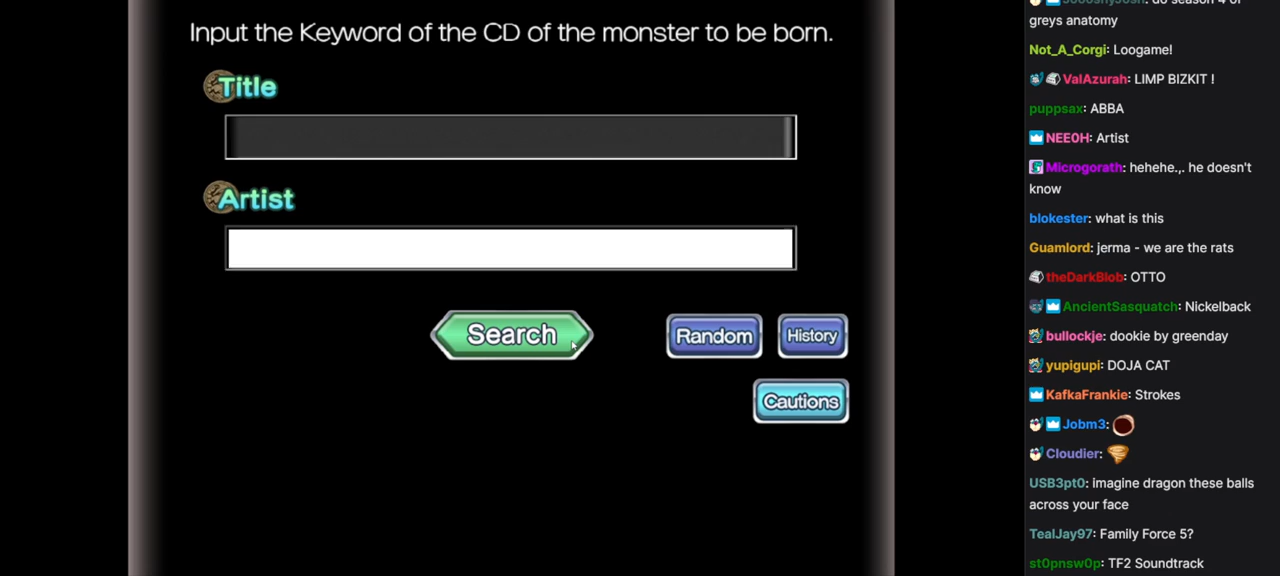 Input the Keyword of the CD of the monster to be born.
Title
Artist
Search
Random
History
Cautions
greys anatomy
Not_A_Corgi: Loogame!
ValAzurah: LIMP BIZKIT !
puppsax: ABBA
NEE0H: Artist
Microgorath: hehehe.,. he doesn't
know
blokester: what is this
Guamlord: jerma - we are the rats
theDarkBlob: OTTO
AncientSasquatch: Nickelback
bullockje: dookie by greenday
yupigupi: DOJA CAT
KafkaFrankie: Strokes
Jobm3:
Cloudier:
USB3pt0: imagine dragon these balls
across your face
TealJay97: Family Force 5?
st0pnsw0p: TF2 Soundtrack